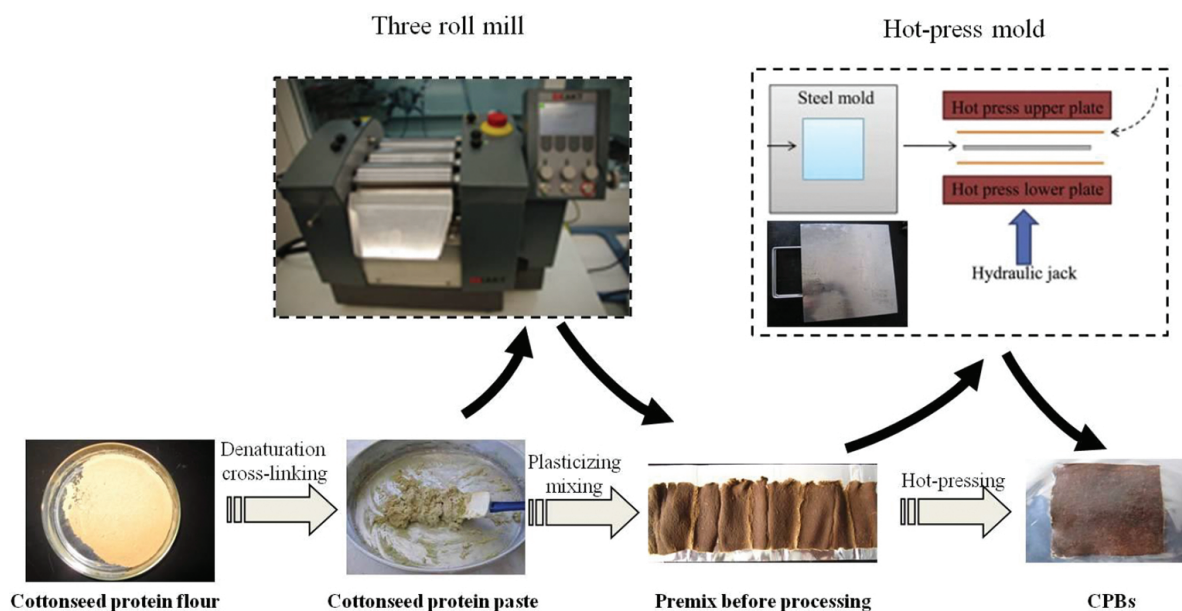 Three roll mill
Hot-press mold
Steel mold
Hot press upper plate
Hot press lower plate
Hydraulic jack
Denaturation
cross-linking
Plasticizing
mixing
Hot-pressing
Cottonseed protein flour
Cottonseed protein paste
Premix before processing
CPBs